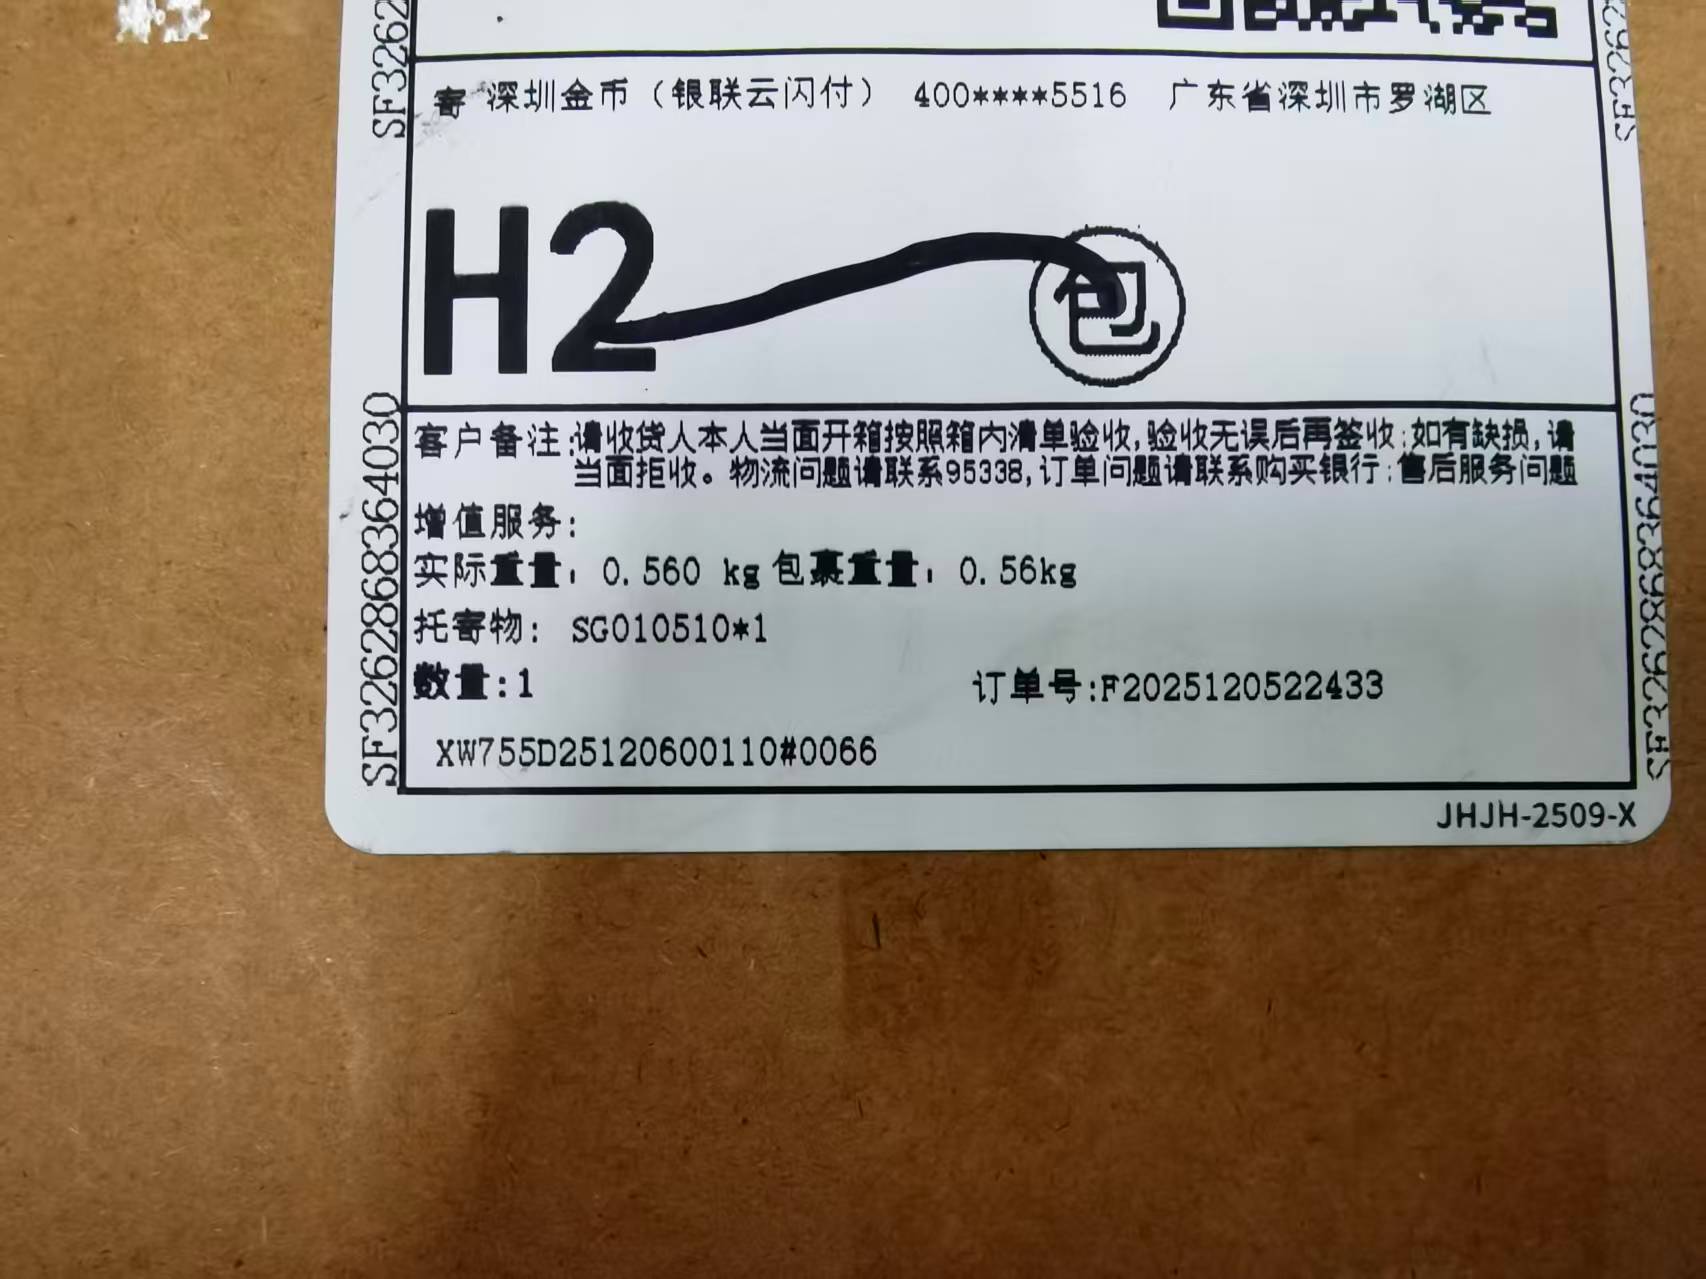 SF3262
寄 深圳金币（银联云闪付） 400****5516 广东省深圳市罗湖区
H2
包
SF3262868364030
客户备注:请收货人本人当面开箱按照箱内清单验收,验收无误后再签收;如有缺损,请
当面拒收。物流问题请联系95338,订单问题请联系购买银行;售后服务问题
增值服务:
实际重量: 0.560 kg 包裹重量: 0.56kg
托寄物: SG010510*1
数量:1 订单号:F2025120522433
XW755D25120600110#0066
SF3262868364030
JHJH-2509-X